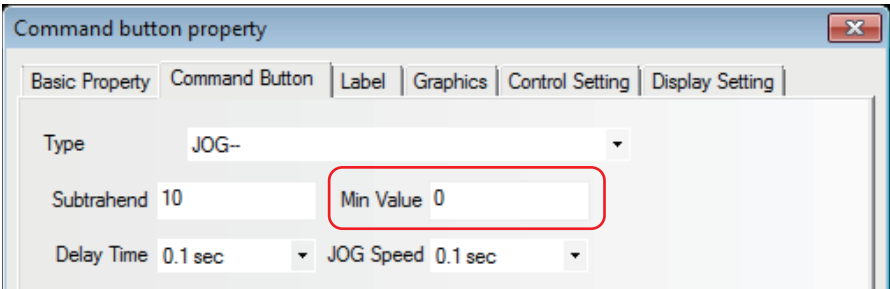 Command button property
Basic Property Command Button Label Graphics Control Setting Display Setting
Type JOG--
Subtrahend 10 Min Value 0
Delay Time 0.1 sec JOG Speed 0.1 sec